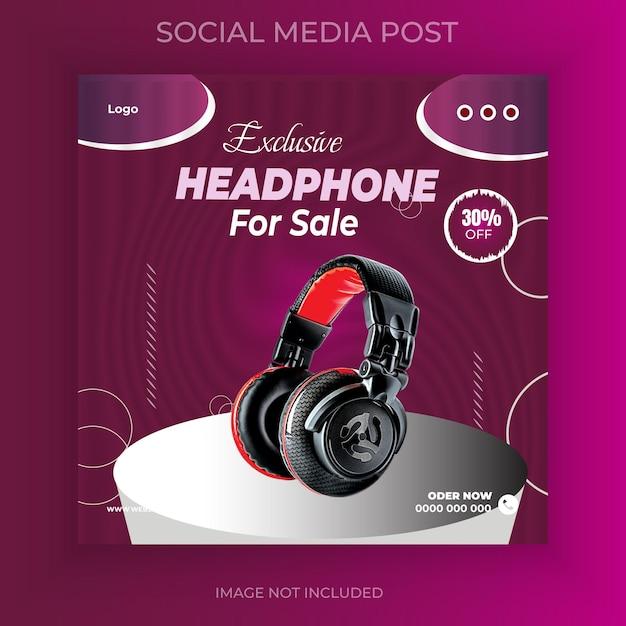 SOCIAL MEDIA POST
Logo
Exclusive
HEADPHONE
For Sale
30%
OFF
ODER NOW
0000 000 000
IMAGE NOT INCLUDED